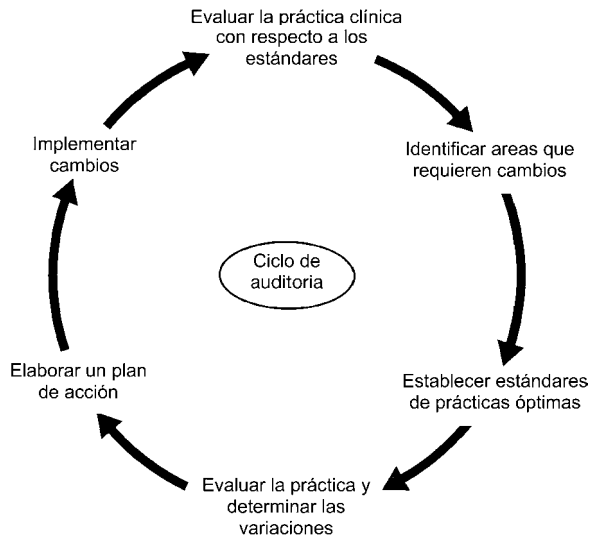 Evaluar la práctica clínica
con respecto a los
estándares
Identificar areas que
requieren cambios
Establecer estándares
de prácticas óptimas
Evaluar la práctica y
determinar las
variaciones
Elaborar un plan
de acción
Implementar
cambios
Ciclo de
auditoria